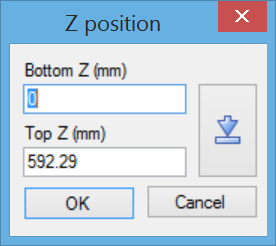 Z position
Bottom Z (mm)
0
Top Z (mm)
592.29
OK
Cancel